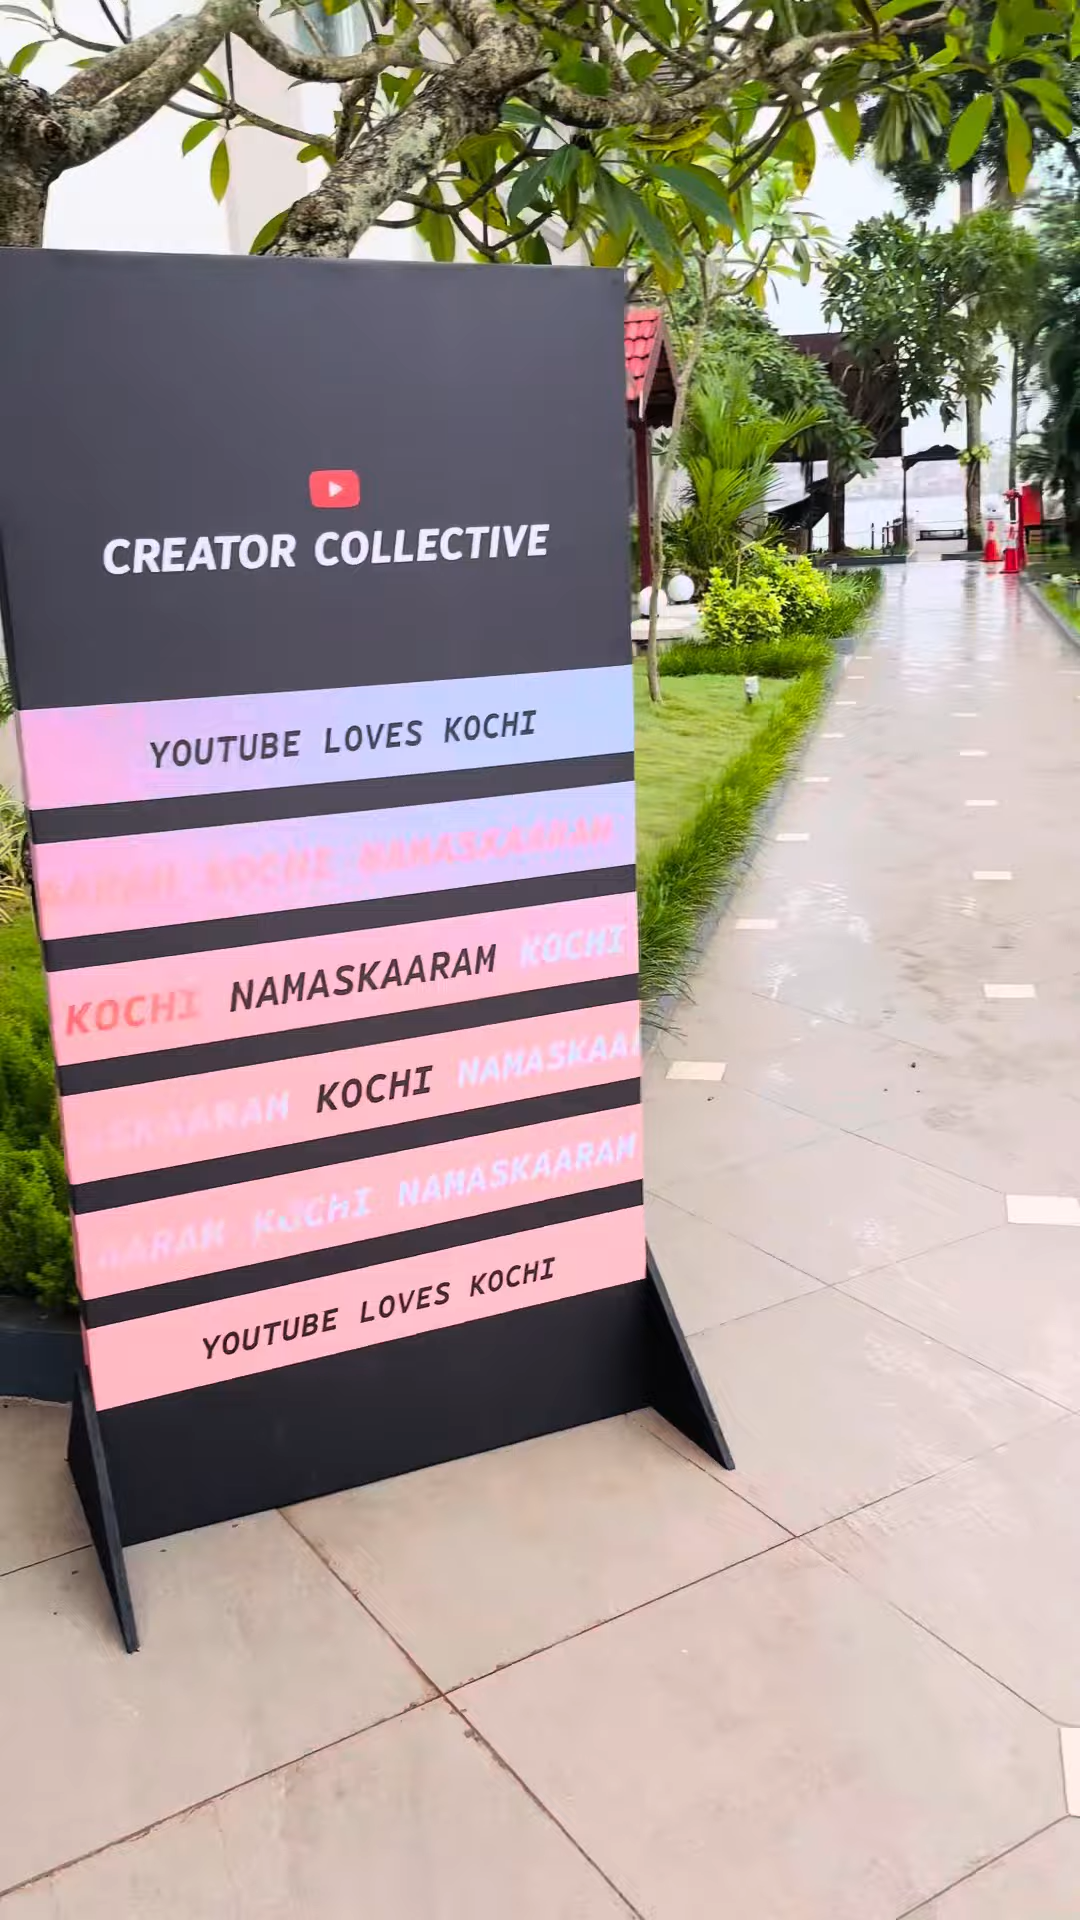 CREATOR COLLECTIVE
YOUTUBE LOVES KOCHI
KOCHI NAMASKAARAM
KOCHI NAMASKAARAM KOCHI
KOCHI NAMASKAA
KOCHI NAMASKAARAM
YOUTUBE LOVES KOCHI